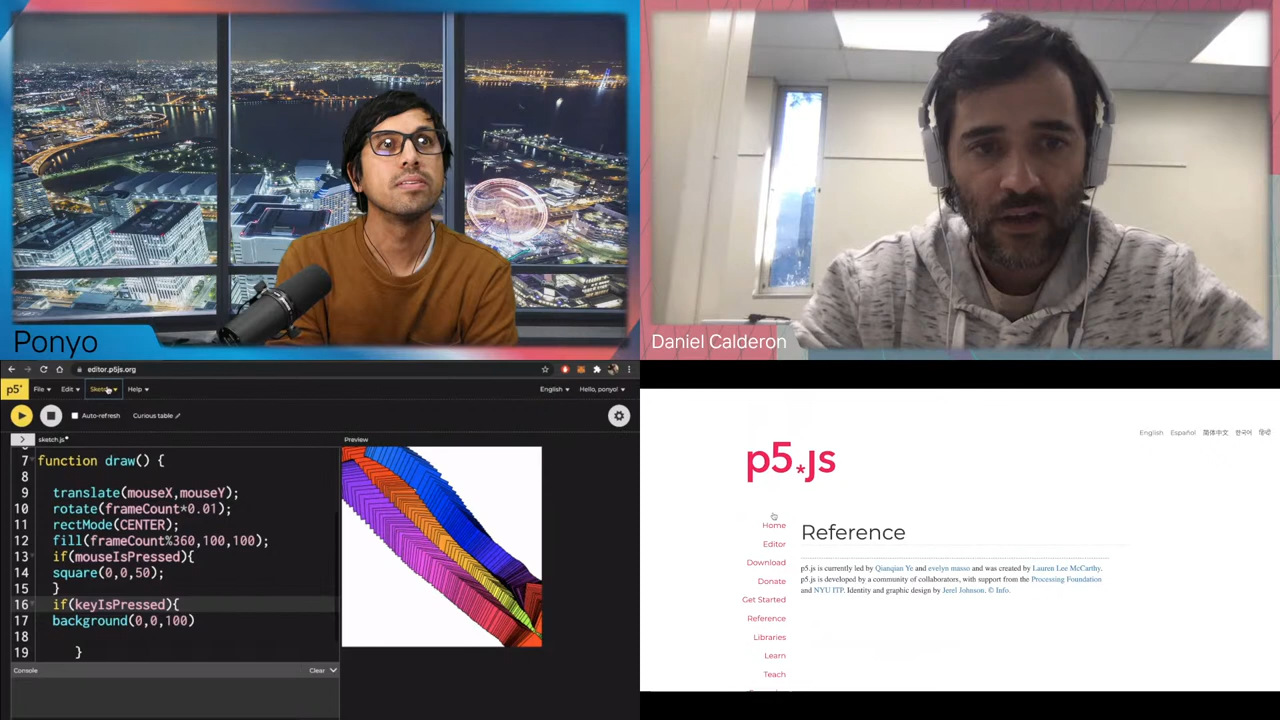 Ponyo
Daniel Calderon
editor.p5js.org
p5*
File
Edit
Sketch
Help
English
Hello, ponyo!
Auto-refresh
Curious table
sketch.js
Preview
7 function draw() {
8
9 translate(mouseX,mouseY);
10 rotate(frameCount*0.01);
11 rectMode(CENTER);
12 fill(frameCount%360,100,100);
13 if(mouseIsPressed){
14 square(0,0,50);
15 }
16 if(keyIsPressed){
17 background(0,0,100)
18
19 }
Console
Clear
English Español 简体中文 한국어 हिन्दी
p5*js
Home
Editor
Download
Donate
Get Started
Reference
Libraries
Learn
Teach
Reference
p5.js is currently led by Qianqian Ye and evelyn masso and was created by Lauren Lee McCarthy.
p5.js is developed by a community of collaborators, with support from the Processing Foundation
and NYU ITP. Identity and graphic design by Jerel Johnson. © Info.